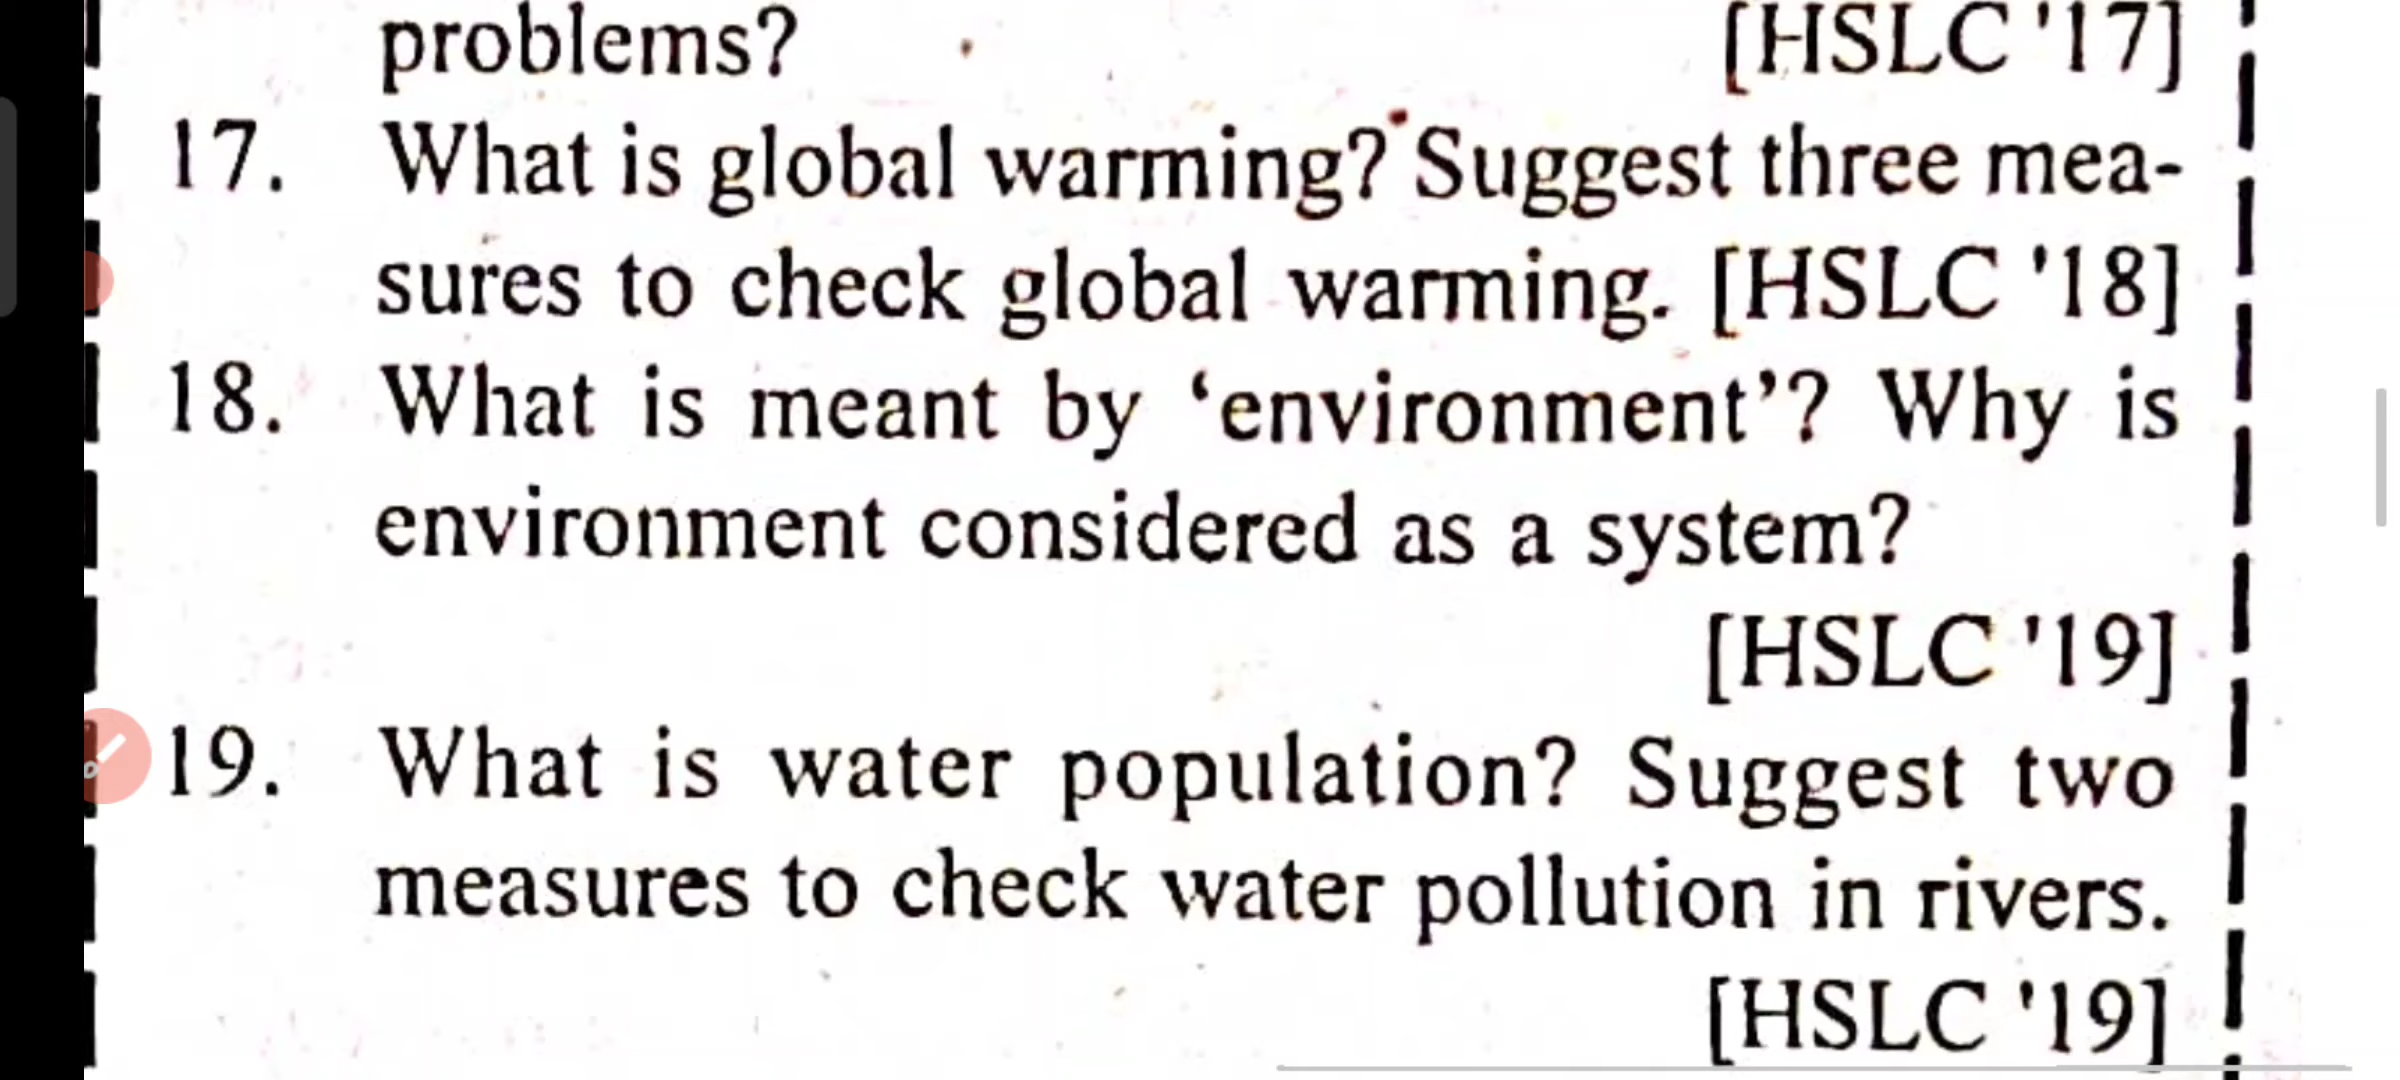 problems? [HSLC '17]
17. What is global warming? Suggest three mea-
sures to check global warming. [HSLC '18]
18. What is meant by ‘environment’? Why is
environment considered as a system?
[HSLC '19]
19. What is water population? Suggest two
measures to check water pollution in rivers.
[HSLC '19]